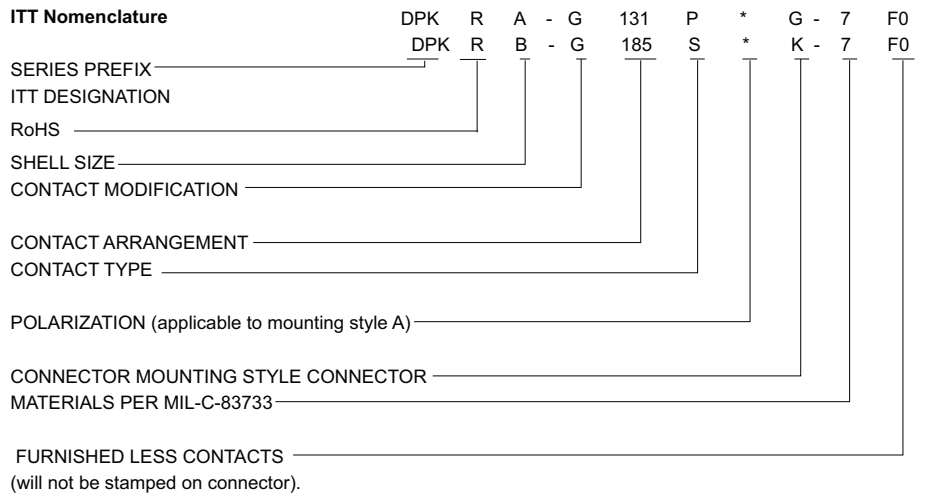 ITT Nomenclature DPK R A - G 131 P * G - 7 F0
DPK R B - G 185 S * K - 7 F0
SERIES PREFIX
ITT DESIGNATION
RoHS
SHELL SIZE
CONTACT MODIFICATION
CONTACT ARRANGEMENT
CONTACT TYPE
POLARIZATION (applicable to mounting style A)
CONNECTOR MOUNTING STYLE CONNECTOR
MATERIALS PER MIL-C-83733
FURNISHED LESS CONTACTS
(will not be stamped on connector).